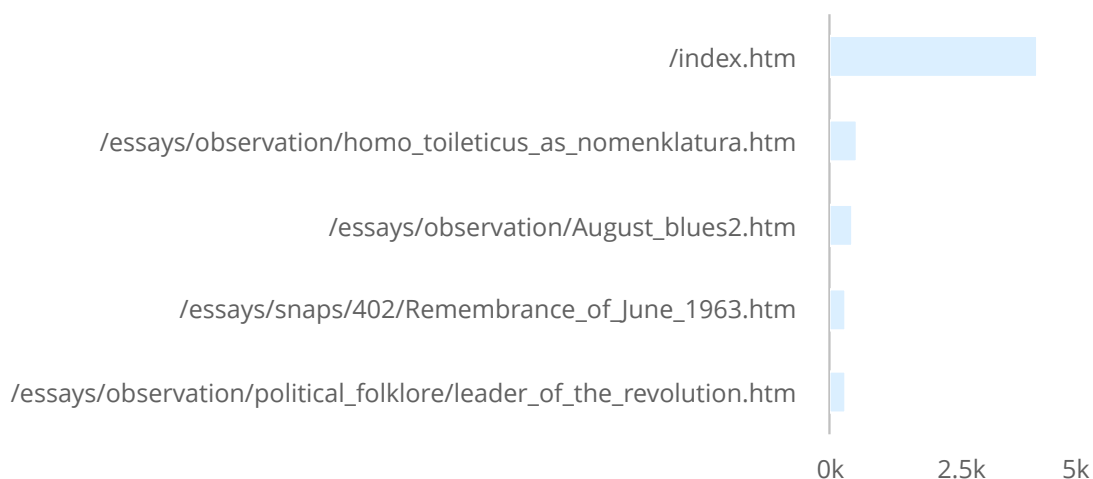 /index.htm
/essays/observation/homo_toileticus_as_nomenklatura.htm
/essays/observation/August_blues2.htm
/essays/snaps/402/Remembrance_of_June_1963.htm
/essays/observation/political_folklore/leader_of_the_revolution.htm
0k 2.5k 5k